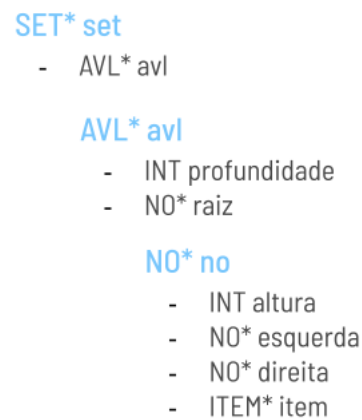 SET* set
- AVL* avl
AVL* avl
- INT profundidade
- NO* raiz
NO* no
- INT altura
- NO* esquerda
- NO* direita
- ITEM* item